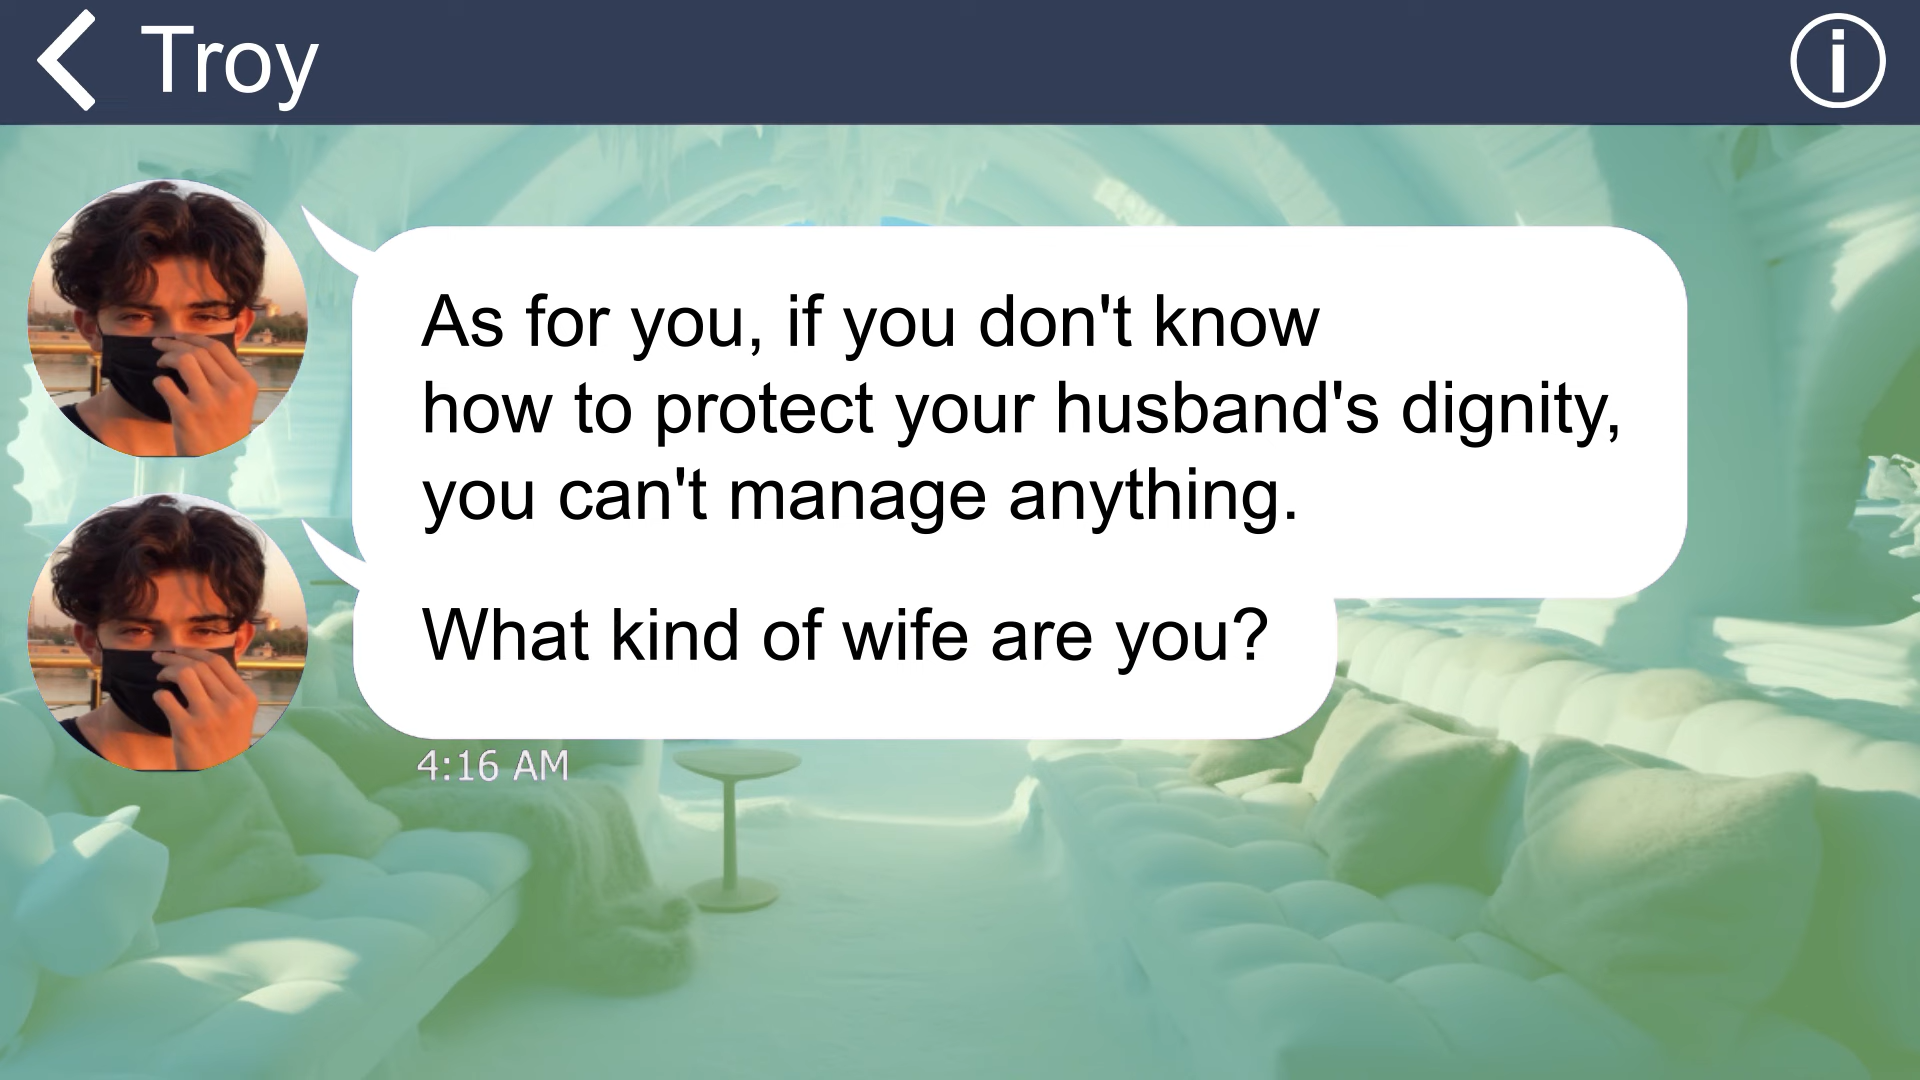 Troy
As for you, if you don't know
how to protect your husband's dignity,
you can't manage anything.
What kind of wife are you?
4:16 AM